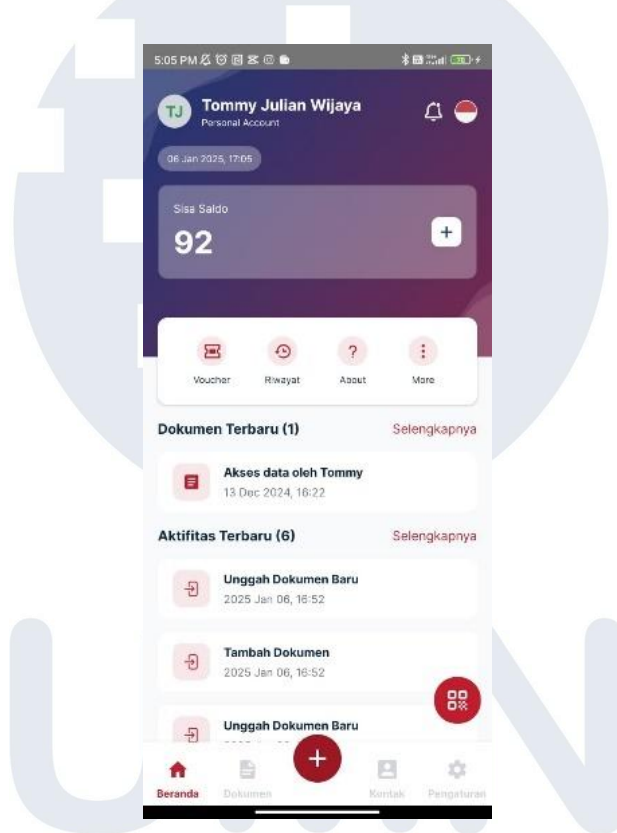 5:05 PM
TJ
Tommy Julian Wijaya
Personal Account
06 Jan 2025, 17:05
Sisa Saldo
92
+
Voucher Riwayat About More
Dokumen Terbaru (1) Selengkapnya
Akses data oleh Tommy
13 Dec 2024, 16:22
Aktifitas Terbaru (6) Selengkapnya
Unggah Dokumen Baru
2025 Jan 06, 16:52
Tambah Dokumen
2025 Jan 06, 16:52
Unggah Dokumen Baru
+
Beranda Dokumen Kontak Pengaturan